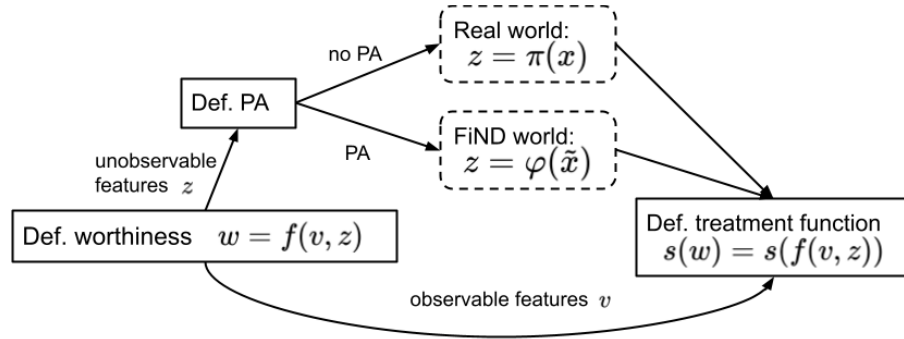 Real world:
z = π(x)
no PA
Def. PA
FiND world:
z = φ(x̃)
PA
unobservable
features z
Def. worthiness w = f(v, z)
Def. treatment function
s(w) = s(f(v, z))
observable features v